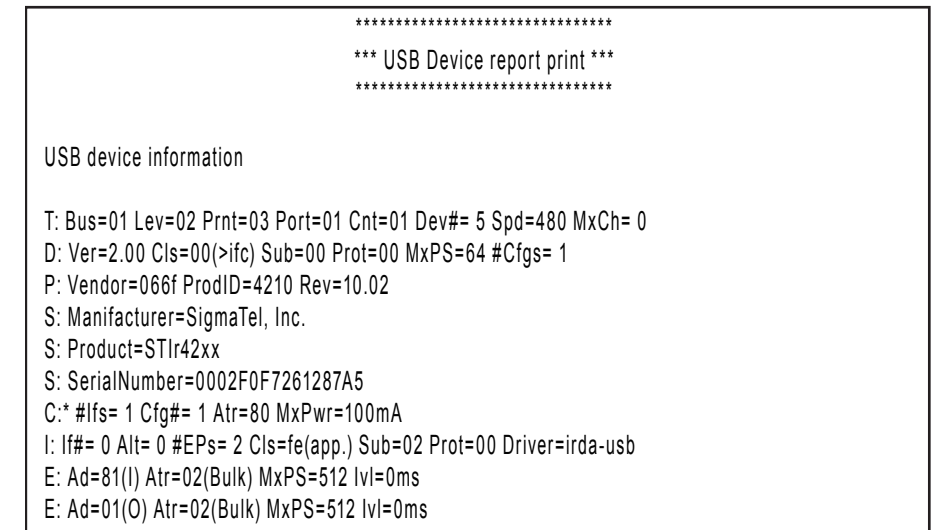 ********************************
*** USB Device report print ***
********************************
USB device information
T: Bus=01 Lev=02 Prnt=03 Port=01 Cnt=01 Dev#= 5 Spd=480 MxCh= 0
D: Ver=2.00 Cls=00(>ifc) Sub=00 Prot=00 MxPS=64 #Cfgs= 1
P: Vendor=066f ProdID=4210 Rev=10.02
S: Manifacturer=SigmaTel, Inc.
S: Product=STIr42xx
S: SerialNumber=0002F0F7261287A5
C:* #Ifs= 1 Cfg#= 1 Atr=80 MxPwr=100mA
I: If#= 0 Alt= 0 #EPs= 2 Cls=fe(app.) Sub=02 Prot=00 Driver=irda-usb
E: Ad=81(I) Atr=02(Bulk) MxPS=512 Ivl=0ms
E: Ad=01(O) Atr=02(Bulk) MxPS=512 Ivl=0ms